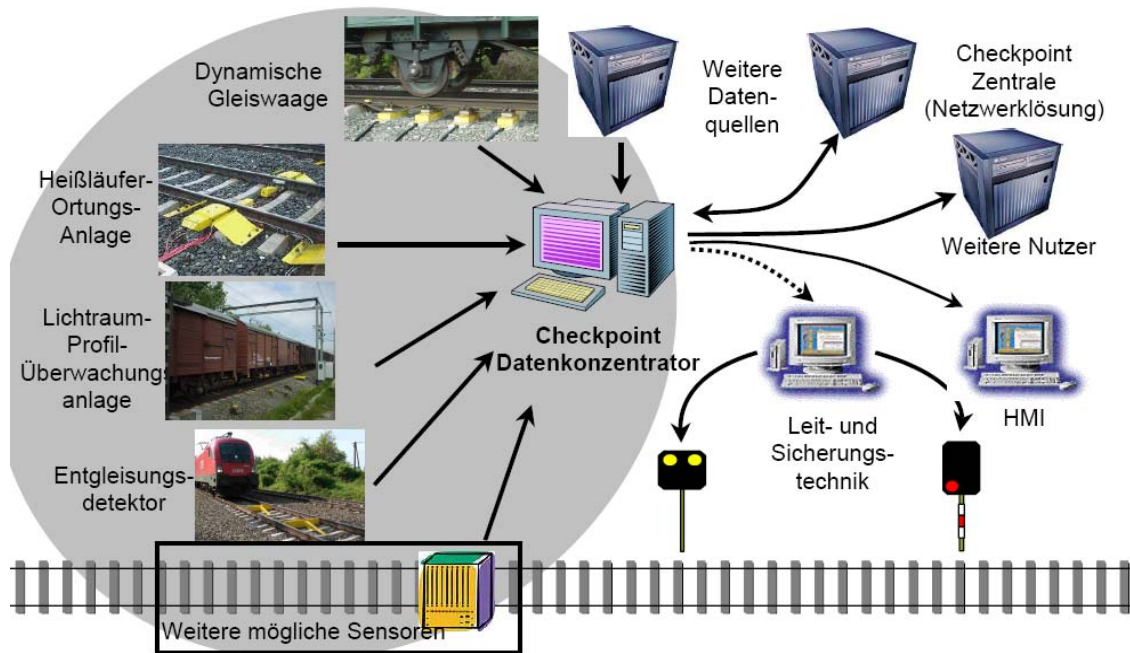 Dynamische
Gleiswaage
Weitere
Daten-
quellen
Checkpoint
Zentrale
(Netzwerklösung)
Heißläufer-
Ortungs-
Anlage
Weitere Nutzer
Lichtraum-
Profil-
Überwachungs
anlage
Checkpoint
Datenkonzentrator
HMI
Leit- und
Sicherungs-
technik
Entgleisungs-
detektor
Weitere mögliche Sensoren